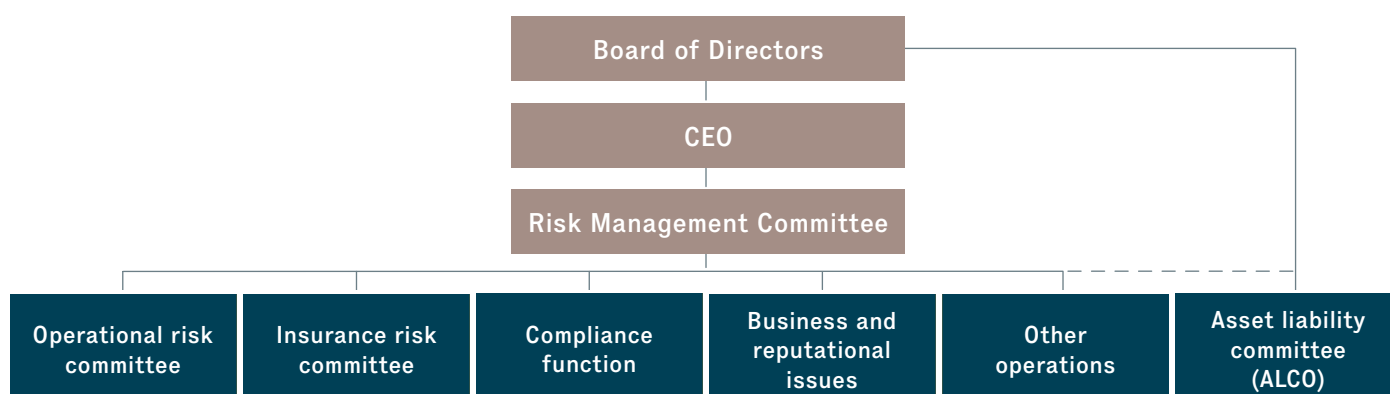 Board of Directors
CEO
Risk Management Committee
Operational risk
committee
Insurance risk
committee
Compliance
function
Business and
reputational
issues
Other
operations
Asset liability
committee
(ALCO)